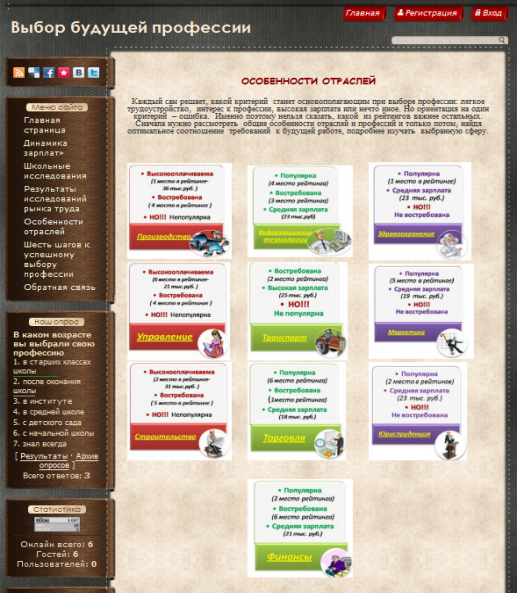 Главная
Регистрация
Вход
Выбор будущей профессии
ОСОБЕННОСТИ ОТРАСЛЕЙ
Каждый сам решает, какой критерий станет основополагающим при выборе профессии: легкое
трудоустройство, интерес к профессии, высокая зарплата или нечто иное. Но ориентация на один
критерий – ошибка. Именно поэтому нельзя сказать, какой из рейтингов важнее остальных.
Сначала нужно рассмотреть общие особенности отраслей и профессий и только потом, найдя
оптимальное соотношение требований к будущей работе, подробнее изучать выбранную сферу.
Меню сайта
Главная
страница
Динамика
зарплат»
Школьные
исследования
Результаты
исследований
рынка труда
Особенности
отраслей
Шесть шагов к
успешному
выбору
профессии
Обратная связь
Наш опрос
В каком возрасте
вы выбрали свою
профессию
1. в старших классах
школы
2. после окончания
школы
3. в институте
4. в средней школе
5. с детского сада
6. с начальной школы
7. знал всегда
[ Результаты · Архив
опросов ]
Всего ответов: 3
Статистика
Онлайн всего: 6
Гостей: 6
Пользователей: 0
• Высокооплачиваема
(1 место в рейтинге-
36 тыс.руб.)
• Востребована
( 4 место в рейтинге )
• НО!!! Непопулярна
Производство
• Популярна
(4 место рейтинга)
• Востребована
(3 место рейтинга)
• Средняя зарплата
(23 тыс.руб)
Информационные
технологии
• Популярна
(1 место в рейтинге)
• Средняя зарплата
(23 тыс. руб.)
• НО!!!
Не востребована
Здравоохранение
• Высокооплачиваема
(6 место в рейтинге-
21 тыс.руб.)
• Востребована
( 4 место в рейтинге )
• НО!!! Непопулярна
Управление
• Востребована
(2 место рейтинга)
• Высокая зарплата
(25 тыс. руб.)
• НО!!!
Не популярна
Транспорт
• Популярна
(5 место рейтинга)
• Средняя зарплата
(19 тыс. руб.)
• НО!!!
Не востребована
Маркетинг
• Высокооплачиваема
(2 место в рейтинге-
31 тыс.руб.)
• Востребована
( 5 место в рейтинге )
• НО!!! Непопулярна
Строительство
• Популярна
(6 место рейтинга)
• Востребована
(1место рейтинга)
• Средняя зарплата
(18 тыс. руб.)
Торговля
• Популярна
(2 место в рейтинге)
• Средняя зарплата
(23 тыс. руб.)
• НО!!!
Не востребована
Юриспруденция
• Популярна
(2 место рейтинга)
• Востребована
(6 место рейтинга)
• Средняя зарплата
(21 тыс. руб.)
Финансы